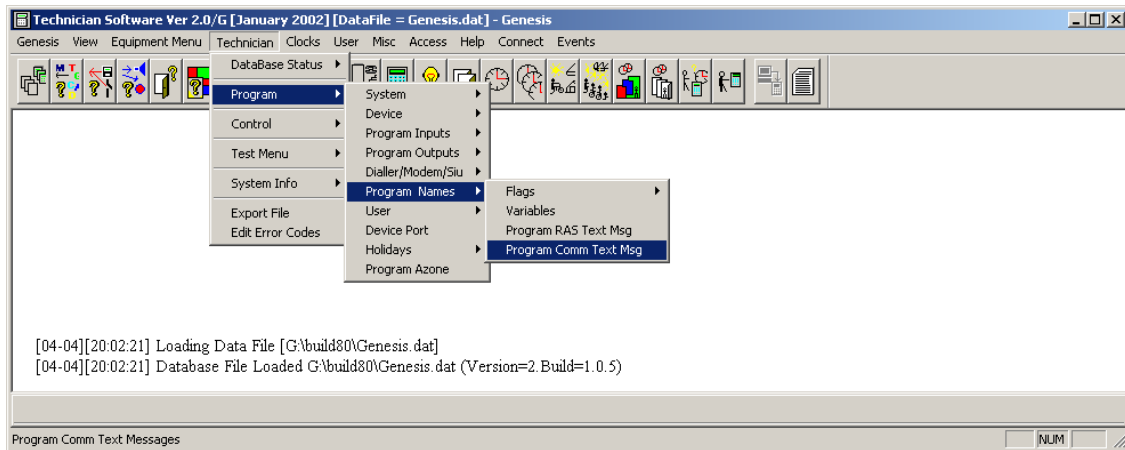 Technician Software Ver 2.0/G [January 2002] [DataFile = Genesis.dat] - Genesis
Genesis View Equipment Menu Technician Clocks User Misc Access Help Connect Events
DataBase Status
Program
Control
Test Menu
System Info
Export File
Edit Error Codes
System
Device
Program Inputs
Program Outputs
Dialler/Modem/Siu
Program Names
User
Device Port
Holidays
Program Azone
Flags
Variables
Program RAS Text Msg
Program Comm Text Msg
[04-04][20:02:21] Loading Data File [G:\build80\Genesis.dat]
[04-04][20:02:21] Database File Loaded G:\build80\Genesis.dat (Version=2.Build=1.0.5)
Program Comm Text Messages NUM